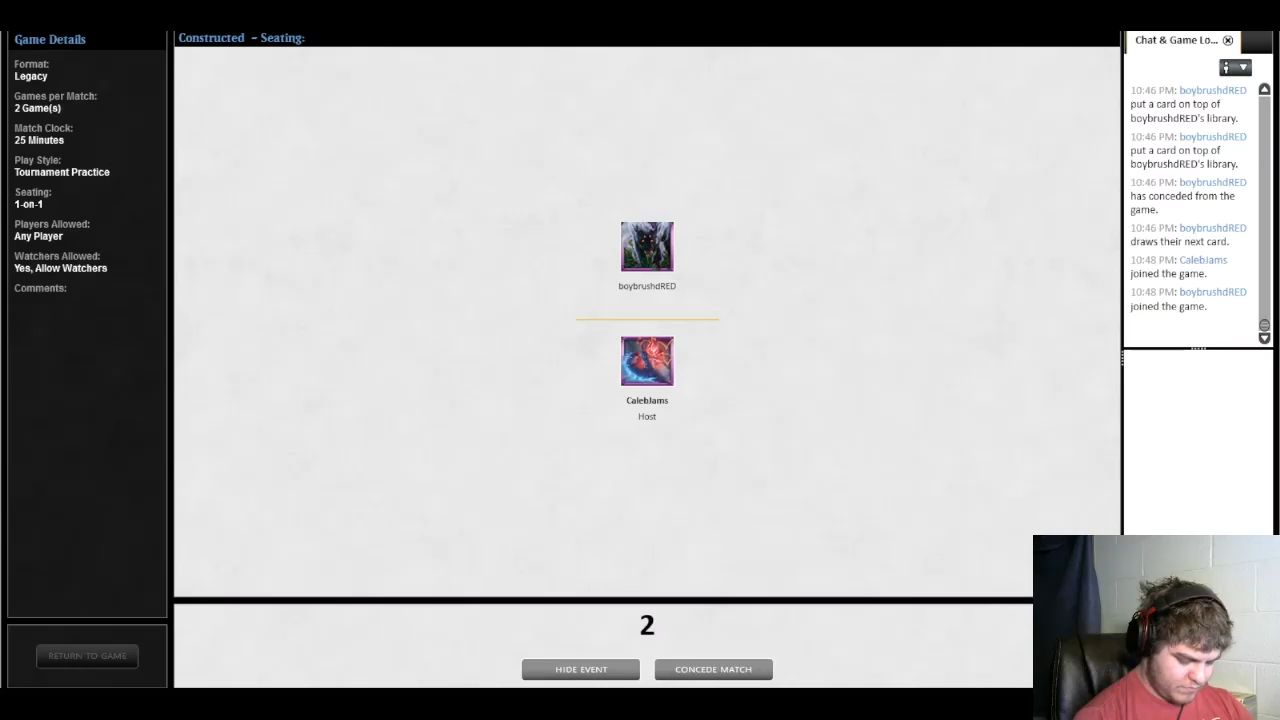 Game Details
Format:
Legacy
Games per Match:
2 Game(s)
Match Clock:
25 Minutes
Play Style:
Tournament Practice
Seating:
1-on-1
Players Allowed:
Any Player
Watchers Allowed:
Yes, Allow Watchers
Comments:
RETURN TO GAME
Constructed - Seating:
boybrushdRED
CalebJams
Host
2
HIDE EVENT
CONCEDE MATCH
Chat & Game Lo...
10:46 PM: boybrushdRED
put a card on top of
boybrushdRED's library.
10:46 PM: boybrushdRED
put a card on top of
boybrushdRED's library.
10:46 PM: boybrushdRED
has conceded from the
game.
10:46 PM: boybrushdRED
draws their next card.
10:48 PM: CalebJams
joined the game.
10:48 PM: boybrushdRED
joined the game.